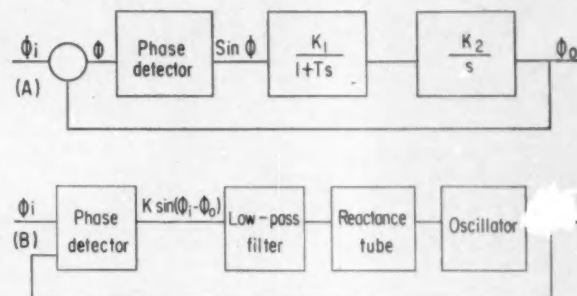 ϕi
ϕ
Phase detector
Sin ϕ
K₁
1+Ts
K₂
s
ϕo
(A)
ϕi
Phase detector
K sin(ϕi-ϕo)
Low-pass filter
Reactance tube
Oscillator
(B)